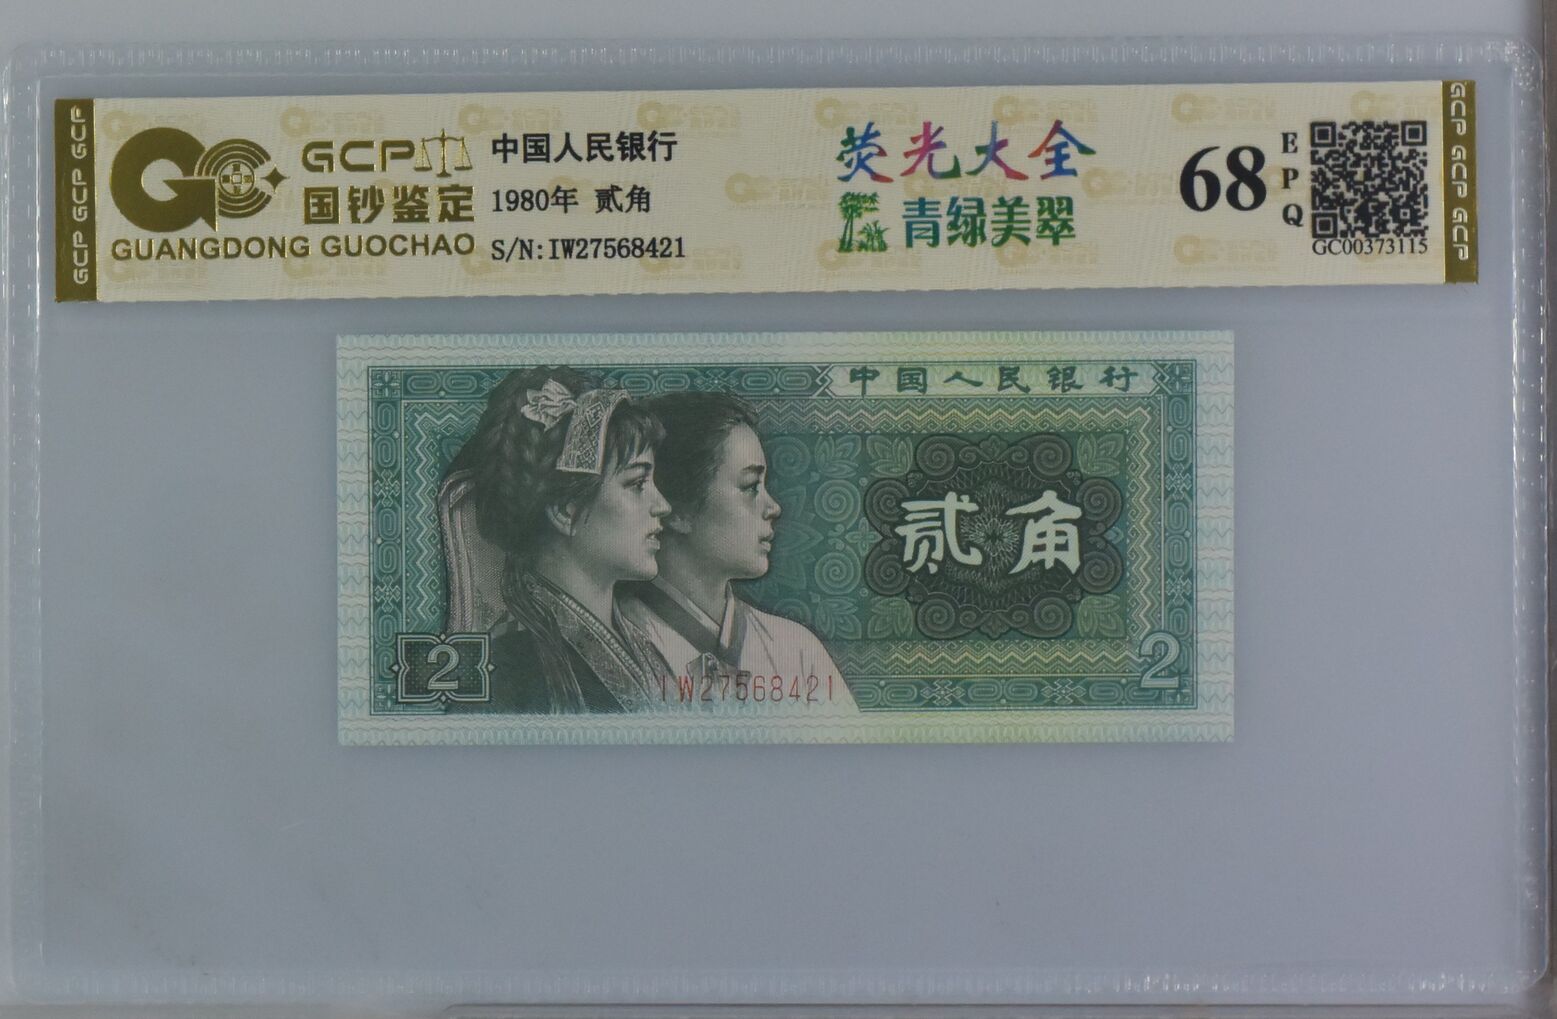 GCP GCP GCP
GCP
国钞鉴定
GUANGDONG GUOCHAO
中国人民银行
1980年 贰角
S/N:IW27568421
荧光大全
青绿美翠
68
EPQ
GC00373115
GCP GCP GCP
中国人民银行
贰角
2
2
IW27568421